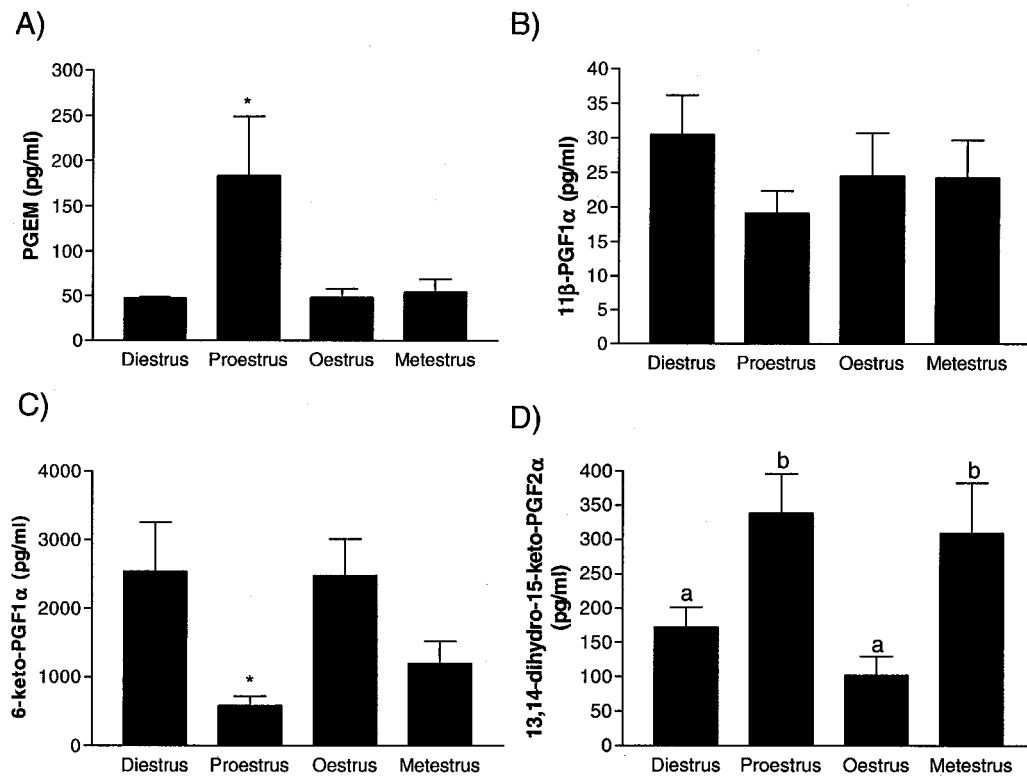 A)
PGEM (pg/ml)
300
250
200
150
100
50
0
*
Diestrus Proestrus Oestrus Metestrus
B)
11β-PGF1α (pg/ml)
40
35
30
25
20
15
10
5
0
Diestrus Proestrus Oestrus Metestrus
C)
6-keto-PGF1α (pg/ml)
4000
3000
2000
1000
0
*
Diestrus Proestrus Oestrus Metestrus
D)
13,14-dihydro-15-keto-PGF2α
(pg/ml)
400
350
300
250
200
150
100
50
0
a
b
a
b
Diestrus Proestrus Oestrus Metestrus